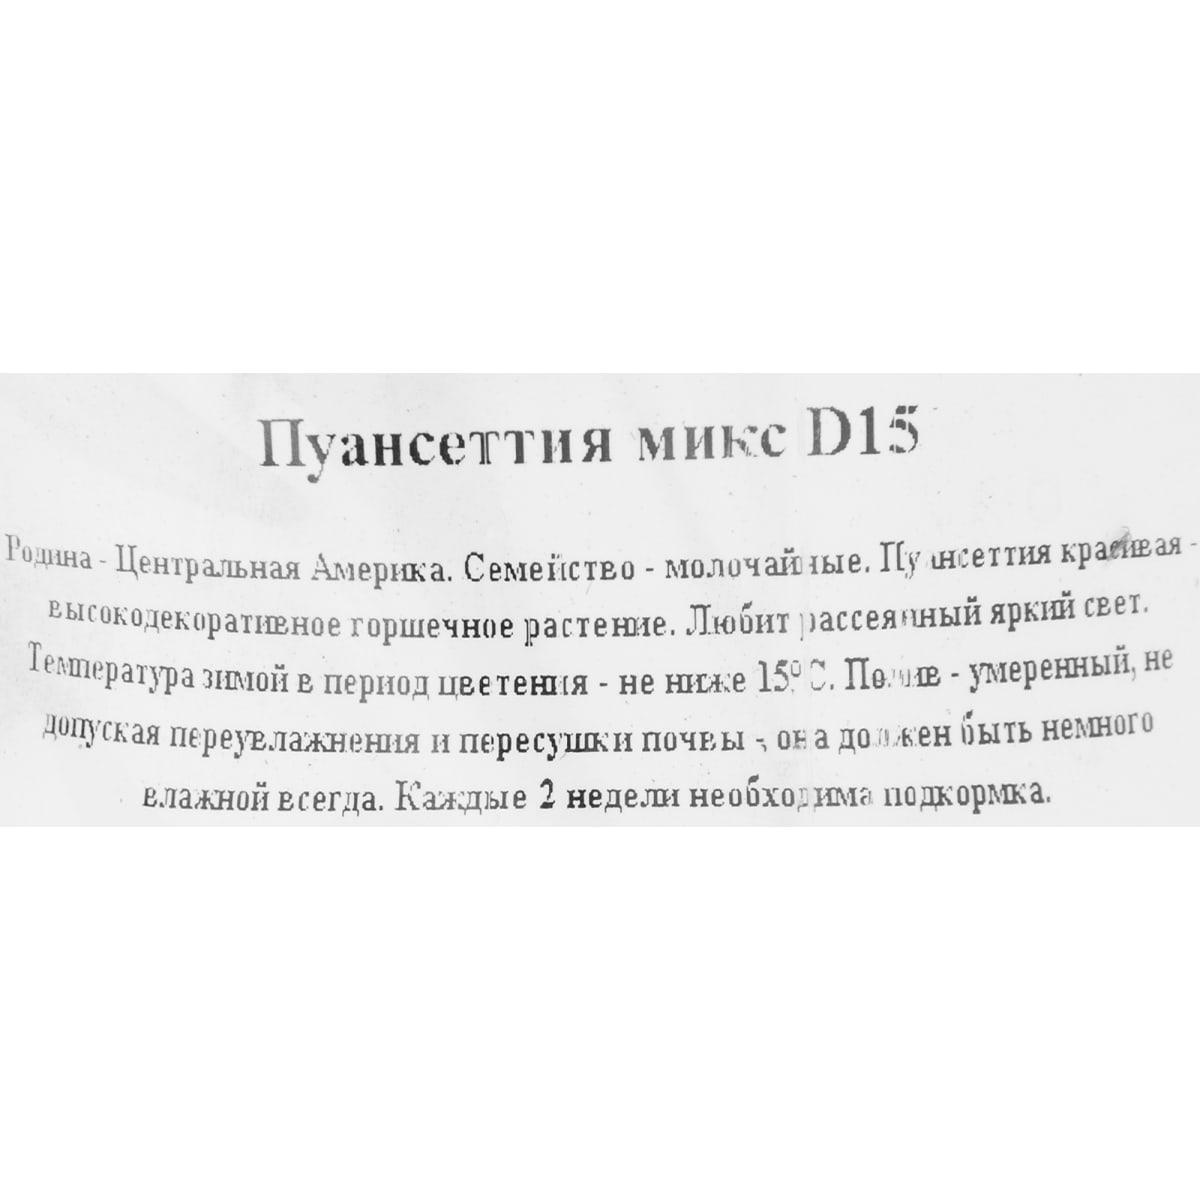 Пуансеттия микс D15
Родина - Центральная Америка. Семейство - молочайные. Пуансеттия красивая -
высокодекоративное горшечное растение. Любит рассеянный яркий свет.
Температура зимой в период цветения - не ниже 15°C. Полив - умеренный, не
допуская переувлажнения и пересушки почвы - она должен быть немного
влажной всегда. Каждые 2 недели необходима подкормка.